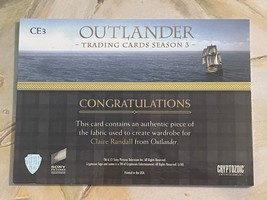 CE3
OUTLANDER
- TRADING CARDS SEASON 3 -
CONGRATULATIONS
This card contains an authentic piece of
the fabric used to create wardrobe for
Claire Randall from Outlander
SONY
CRYPTOZOIC